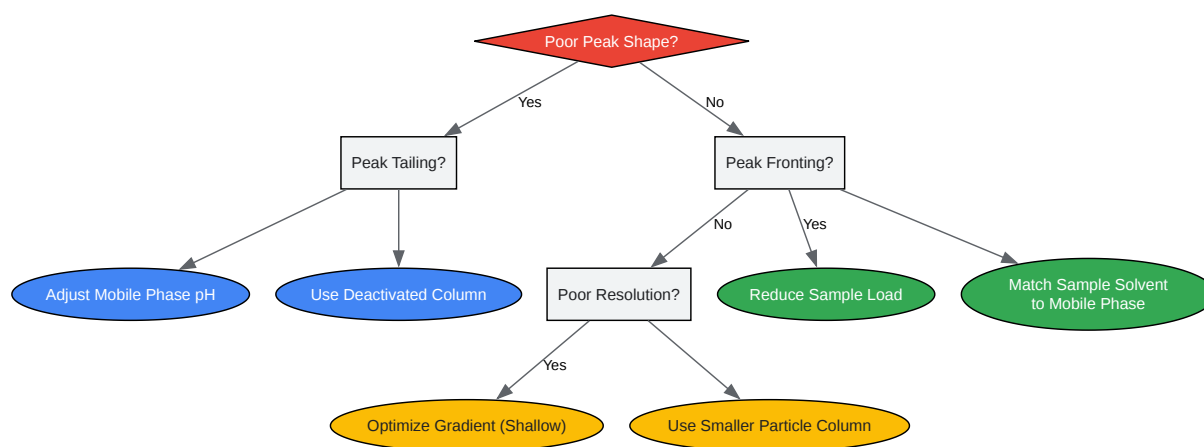 Poor Peak Shape?
Yes
No
Peak Tailing?
Peak Fronting?
No
Yes
Adjust Mobile Phase pH
Use Deactivated Column
Poor Resolution?
Reduce Sample Load
Match Sample Solvent
to Mobile Phase
Yes
Optimize Gradient (Shallow)
Use Smaller Particle Column